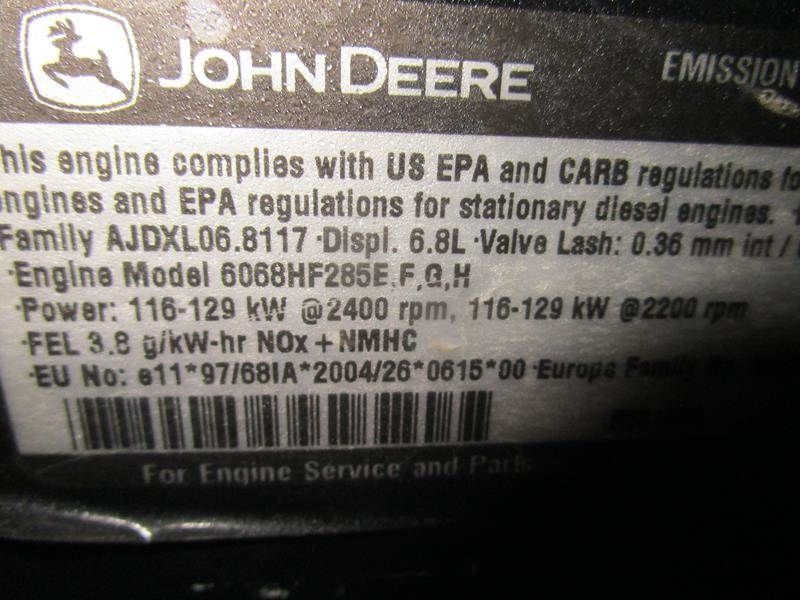 JOHN DEERE
EMISSION
his engine complies with US EPA and CARB regulations fo
ngines and EPA regulations for stationary diesel engines.
Family AJDXL06.8117 ·Displ. 6.8L ·Valve Lash: 0.36 mm int /
·Engine Model 6068HF285E,F,G,H
·Power: 116-129 kW @2400 rpm, 116-129 kW @2200 rpm
·FEL 3.8 g/kW-hr NOx + NMHC
·EU No: e11*97/68IA*2004/26*0615*00 ·Europe Family
For Engine Service and Parts